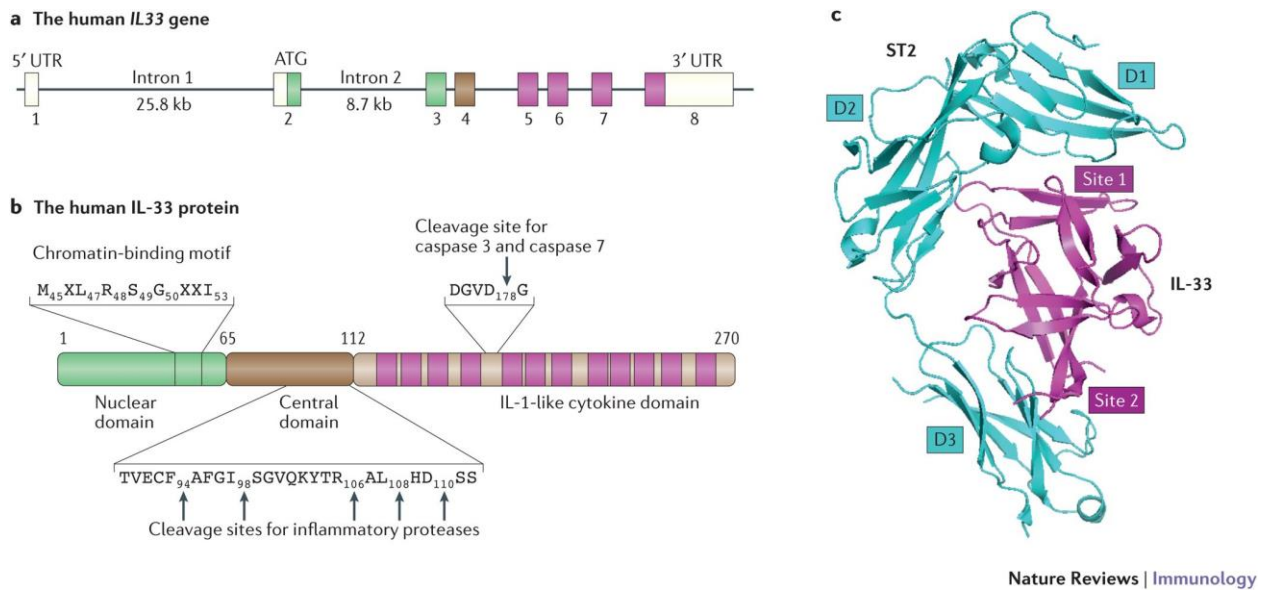 a The human IL33 gene
5′ UTR
ATG
3′ UTR
Intron 1
Intron 2
25.8 kb
8.7 kb
1
2
3
4
5
6
7
8
b The human IL-33 protein
Chromatin-binding motif
M₄₅XL₄₇R₄₈S₄₉G₅₀XXI₅₃
Cleavage site for
caspase 3 and caspase 7
DGVD₁₇₈G
1
65
112
270
Nuclear
domain
Central
domain
IL-1-like cytokine domain
TVECF₉₄AFGI₉₈SGVQKYTR₁₀₆AL₁₀₈HD₁₁₀SS
Cleavage sites for inflammatory proteases
c
ST2
D1
D2
Site 1
IL-33
Site 2
D3
Nature Reviews | Immunology